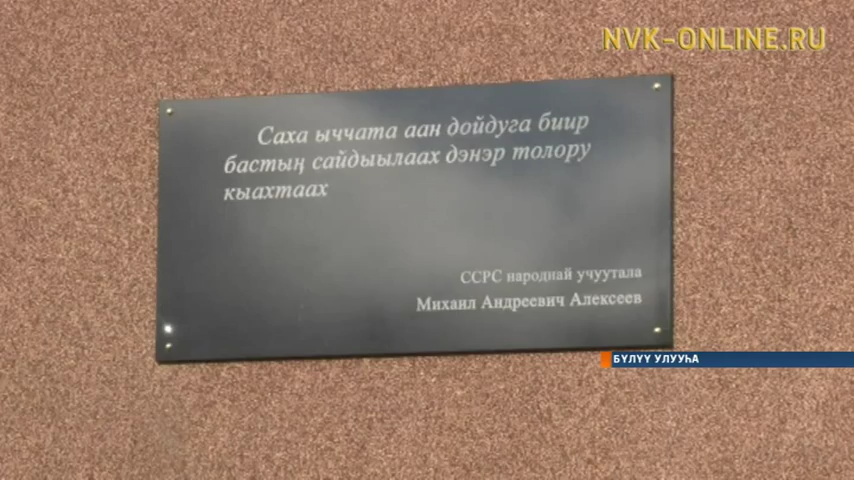 NVK-ONLINE.RU
Саха ыччата аан дойдуга биир
бастыҥ сайдыылаах дэнэр толору
кыахтаах
ССРС народнай учуутала
Михаил Андреевич Алексеев
БҮЛҮҮ УЛУУҺА